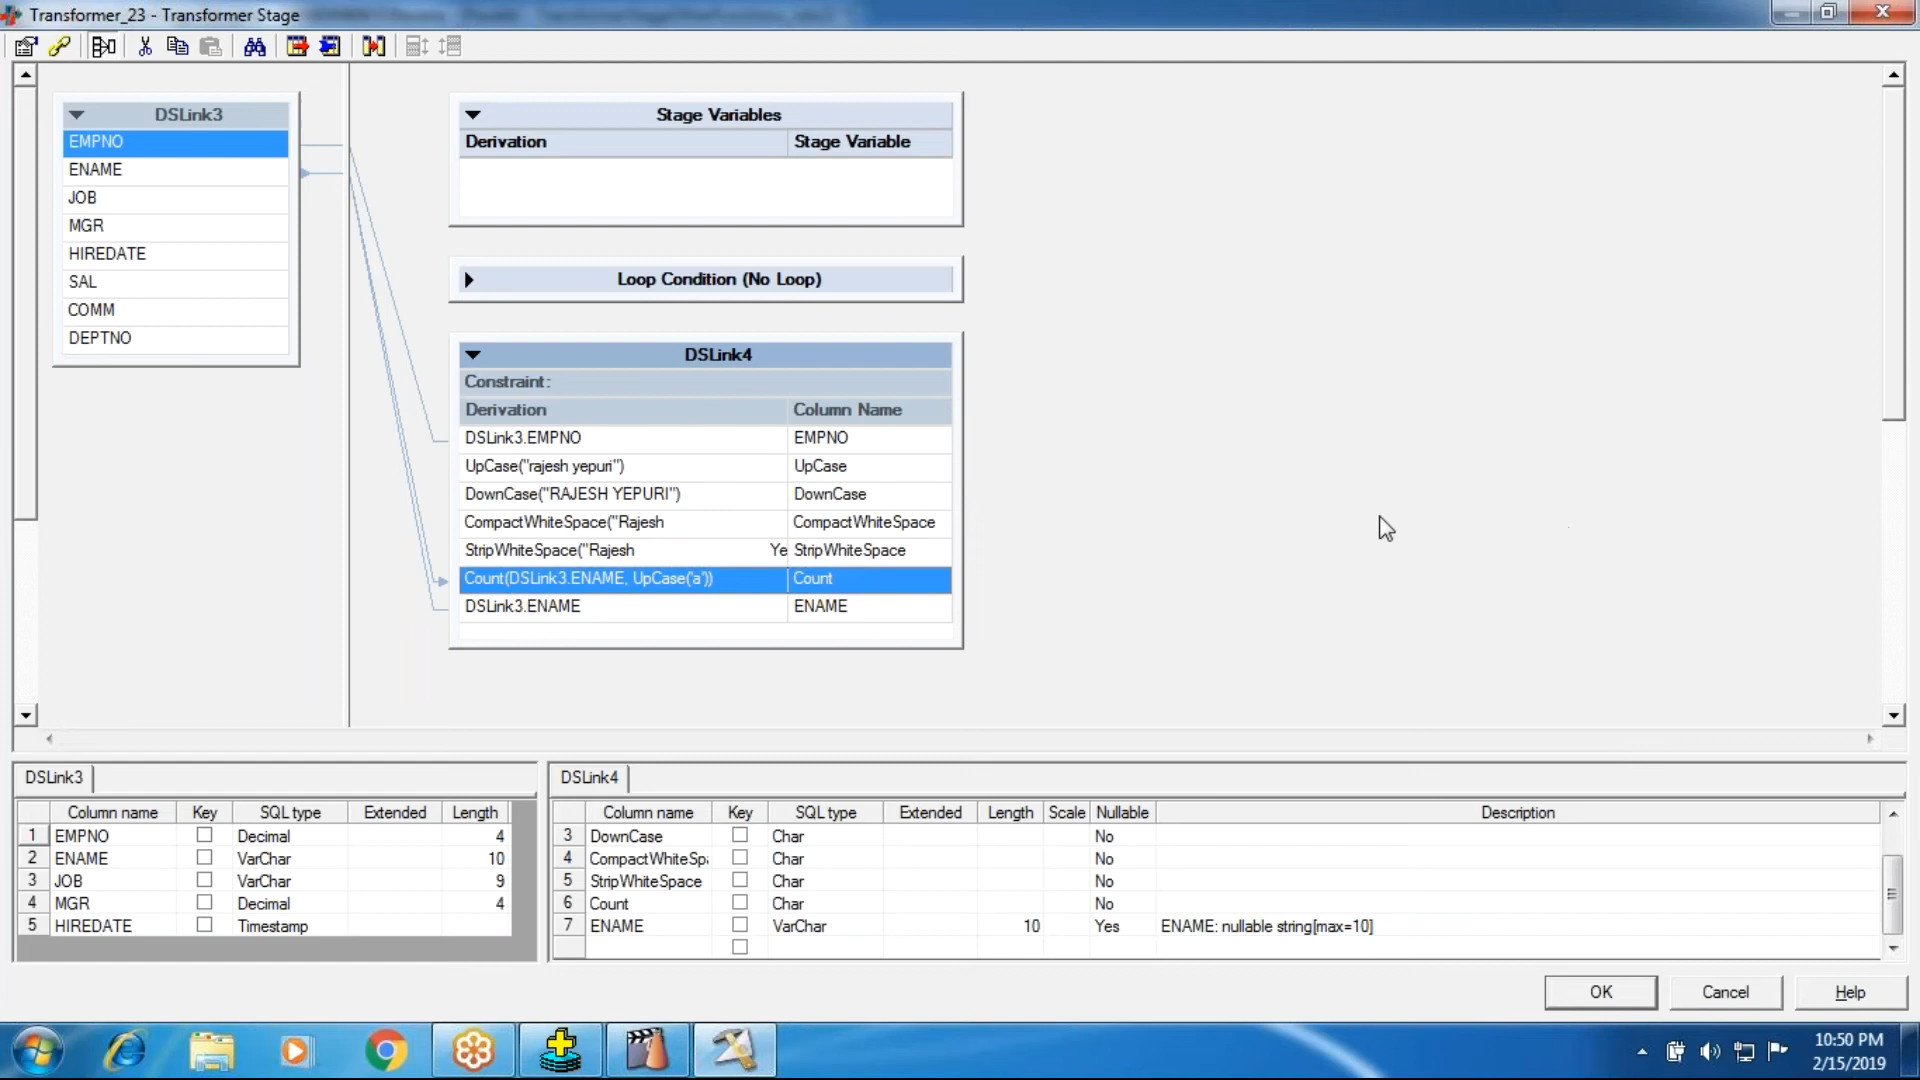 Transformer_23 - Transformer Stage
DSLink3
EMPNO
ENAME
JOB
MGR
HIREDATE
SAL
COMM
DEPTNO
Stage Variables
Derivation Stage Variable
Loop Condition (No Loop)
DSLink4
Constraint:
Derivation Column Name
DSLink3.EMPNO EMPNO
UpCase("rajesh yepuri") UpCase
DownCase("RAJESH YEPURI") DownCase
CompactWhiteSpace("Rajesh CompactWhiteSpace
StripWhiteSpace("Rajesh Ye StripWhiteSpace
Count(DSLink3.ENAME, UpCase('a')) Count
DSLink3.ENAME ENAME
DSLink3
Column name Key SQL type Extended Length
1 EMPNO Decimal 4
2 ENAME VarChar 10
3 JOB VarChar 9
4 MGR Decimal 4
5 HIREDATE Timestamp
DSLink4
Column name Key SQL type Extended Length Scale Nullable Description
3 DownCase Char No
4 CompactWhiteSp Char No
5 StripWhiteSpace Char No
6 Count Char No
7 ENAME VarChar 10 Yes ENAME: nullable string[max=10]
OK Cancel Help
10:50 PM
2/15/2019